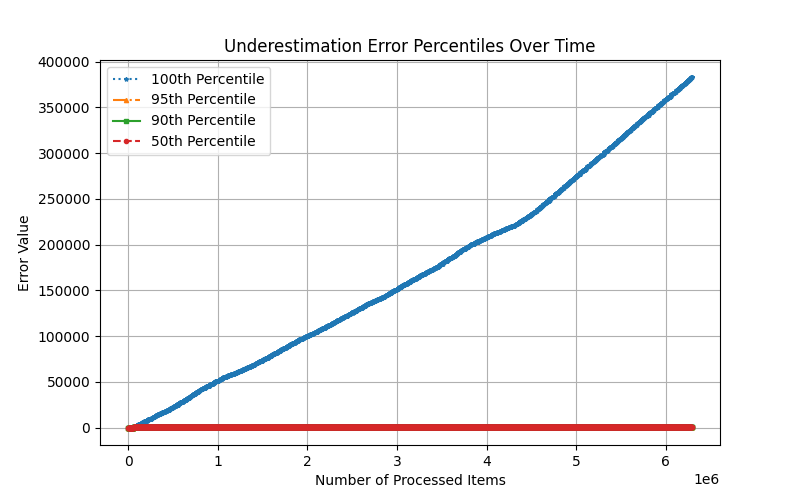 Underestimation Error Percentiles Over Time
400000
350000
300000
250000
200000
150000
100000
50000
0
Error Value
100th Percentile
95th Percentile
90th Percentile
50th Percentile
0 1 2 3 4 5 6
1e6
Number of Processed Items